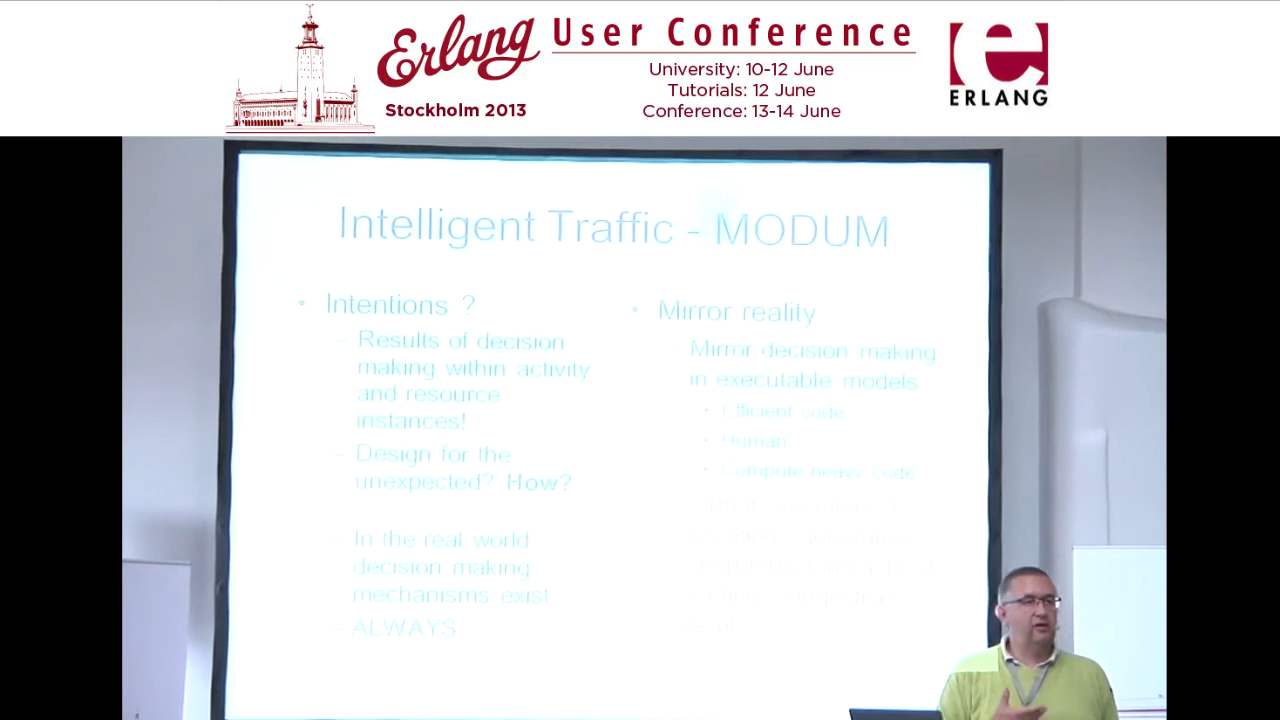 Erlang User Conference
Stockholm 2013
University: 10-12 June
Tutorials: 12 June
Conference: 13-14 June
e
ERLANG
Intelligent Traffic - MODUM
• Intentions ?
– Results of decision
making within activity
and resource
instances!
– Design for the
unexpected? How?
– In the real world
decision making
mechanisms exist
– ALWAYS
• Mirror reality
– Mirror decision making
in executable models
• Efficient code
• Human
• Compute heavy code